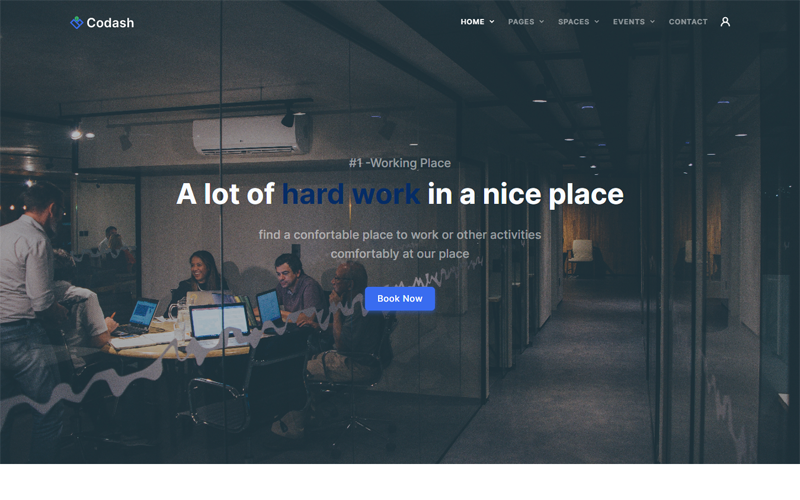 Codash
HOME
PAGES
SPACES
EVENTS
CONTACT
#1 -Working Place
A lot of hard work in a nice place
find a confortable place to work or other activities
comfortably at our place
Book Now